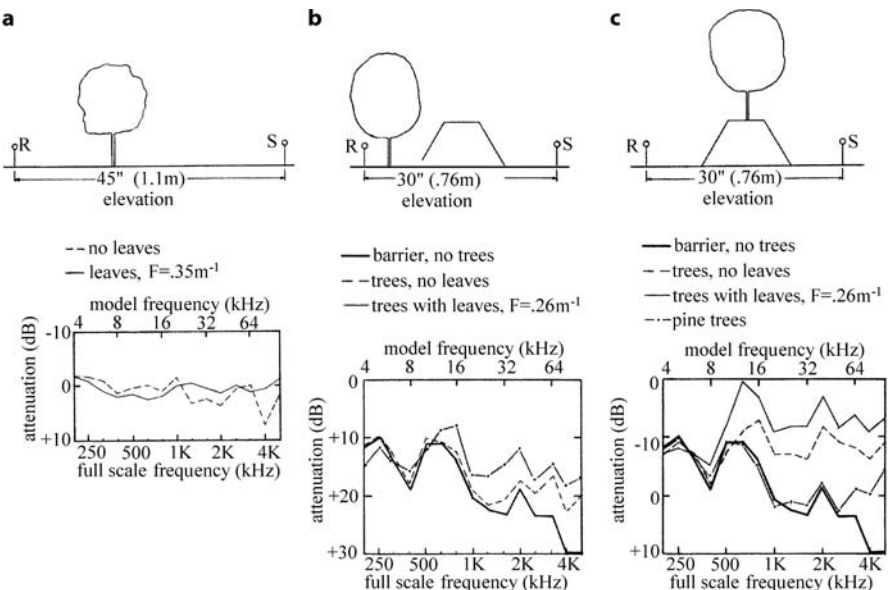 a
R
S
45" (1.1m)
elevation
-- no leaves
— leaves, F=.35m⁻¹
model frequency (kHz)
4 8 16 32 64
attenuation (dB)
-10
0
+10
250 1K 4K
full scale frequency (kHz)
b
R
S
30" (.76m)
elevation
— barrier, no trees
-- trees, no leaves
— trees with leaves, F=.26m⁻¹
model frequency (kHz)
4 8 16 32 64
attenuation (dB)
0
+10
+20
+30
250 500 1K 2K 4K
full scale frequency (kHz)
c
R
S
30" (.76m)
elevation
— barrier, no trees
-- trees, no leaves
— trees with leaves, F=.26m⁻¹
-·- pine trees
model frequency (kHz)
4 8 16 32 64
attenuation (dB)
0
-10
0
+10
250 500 1K 2K 4K
full scale frequency (kHz)